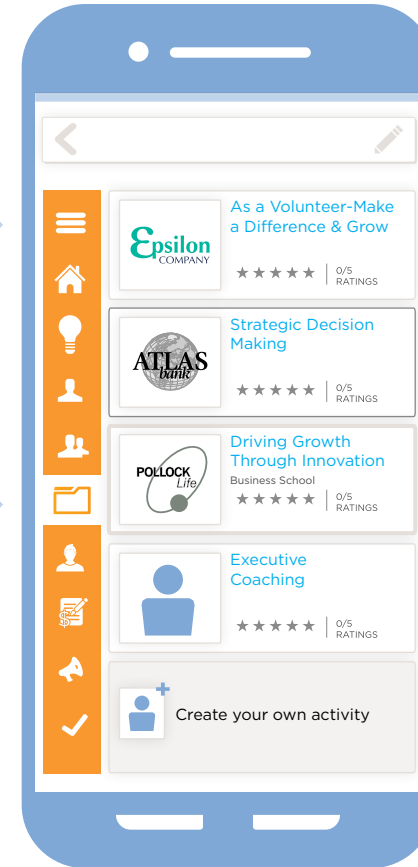 As a Volunteer-Make
a Difference & Grow
Epsilon
COMPANY
0/5
RATINGS
Strategic Decision
Making
ATLAS
bank
0/5
RATINGS
Driving Growth
Through Innovation
POLLOCK
Life
Business School
0/5
RATINGS
Executive
Coaching
0/5
RATINGS
Create your own activity